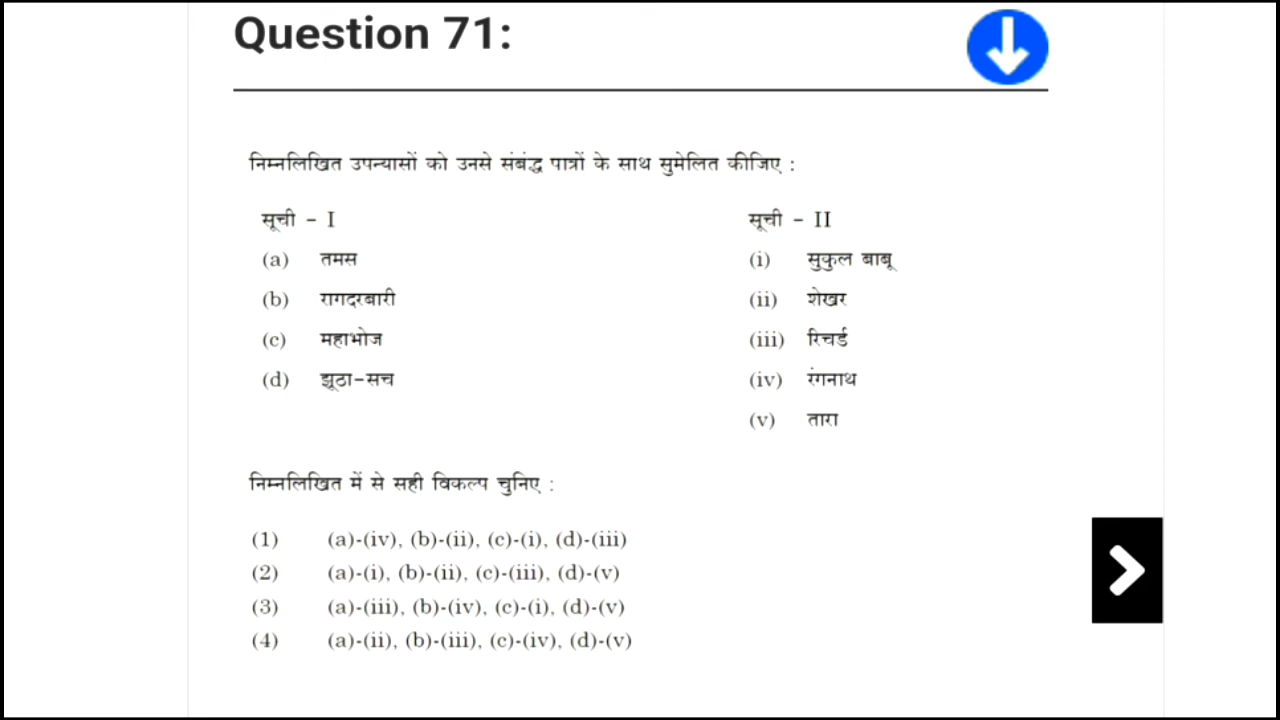 Question 71:
निम्नलिखित उपन्यासों को उनसे संबंद्ध पात्रों के साथ सुमेलित कीजिए :
सूची - I सूची - II
(a) तमस (i) सुकुल बाबू
(b) रागदरबारी (ii) शेखर
(c) महाभोज (iii) रिचर्ड
(d) झूठा-सच (iv) रंगनाथ
(v) तारा
निम्नलिखित में से सही विकल्प चुनिए :
(1) (a)-(iv), (b)-(ii), (c)-(i), (d)-(iii)
(2) (a)-(i), (b)-(ii), (c)-(iii), (d)-(v)
(3) (a)-(iii), (b)-(iv), (c)-(i), (d)-(v)
(4) (a)-(ii), (b)-(iii), (c)-(iv), (d)-(v)